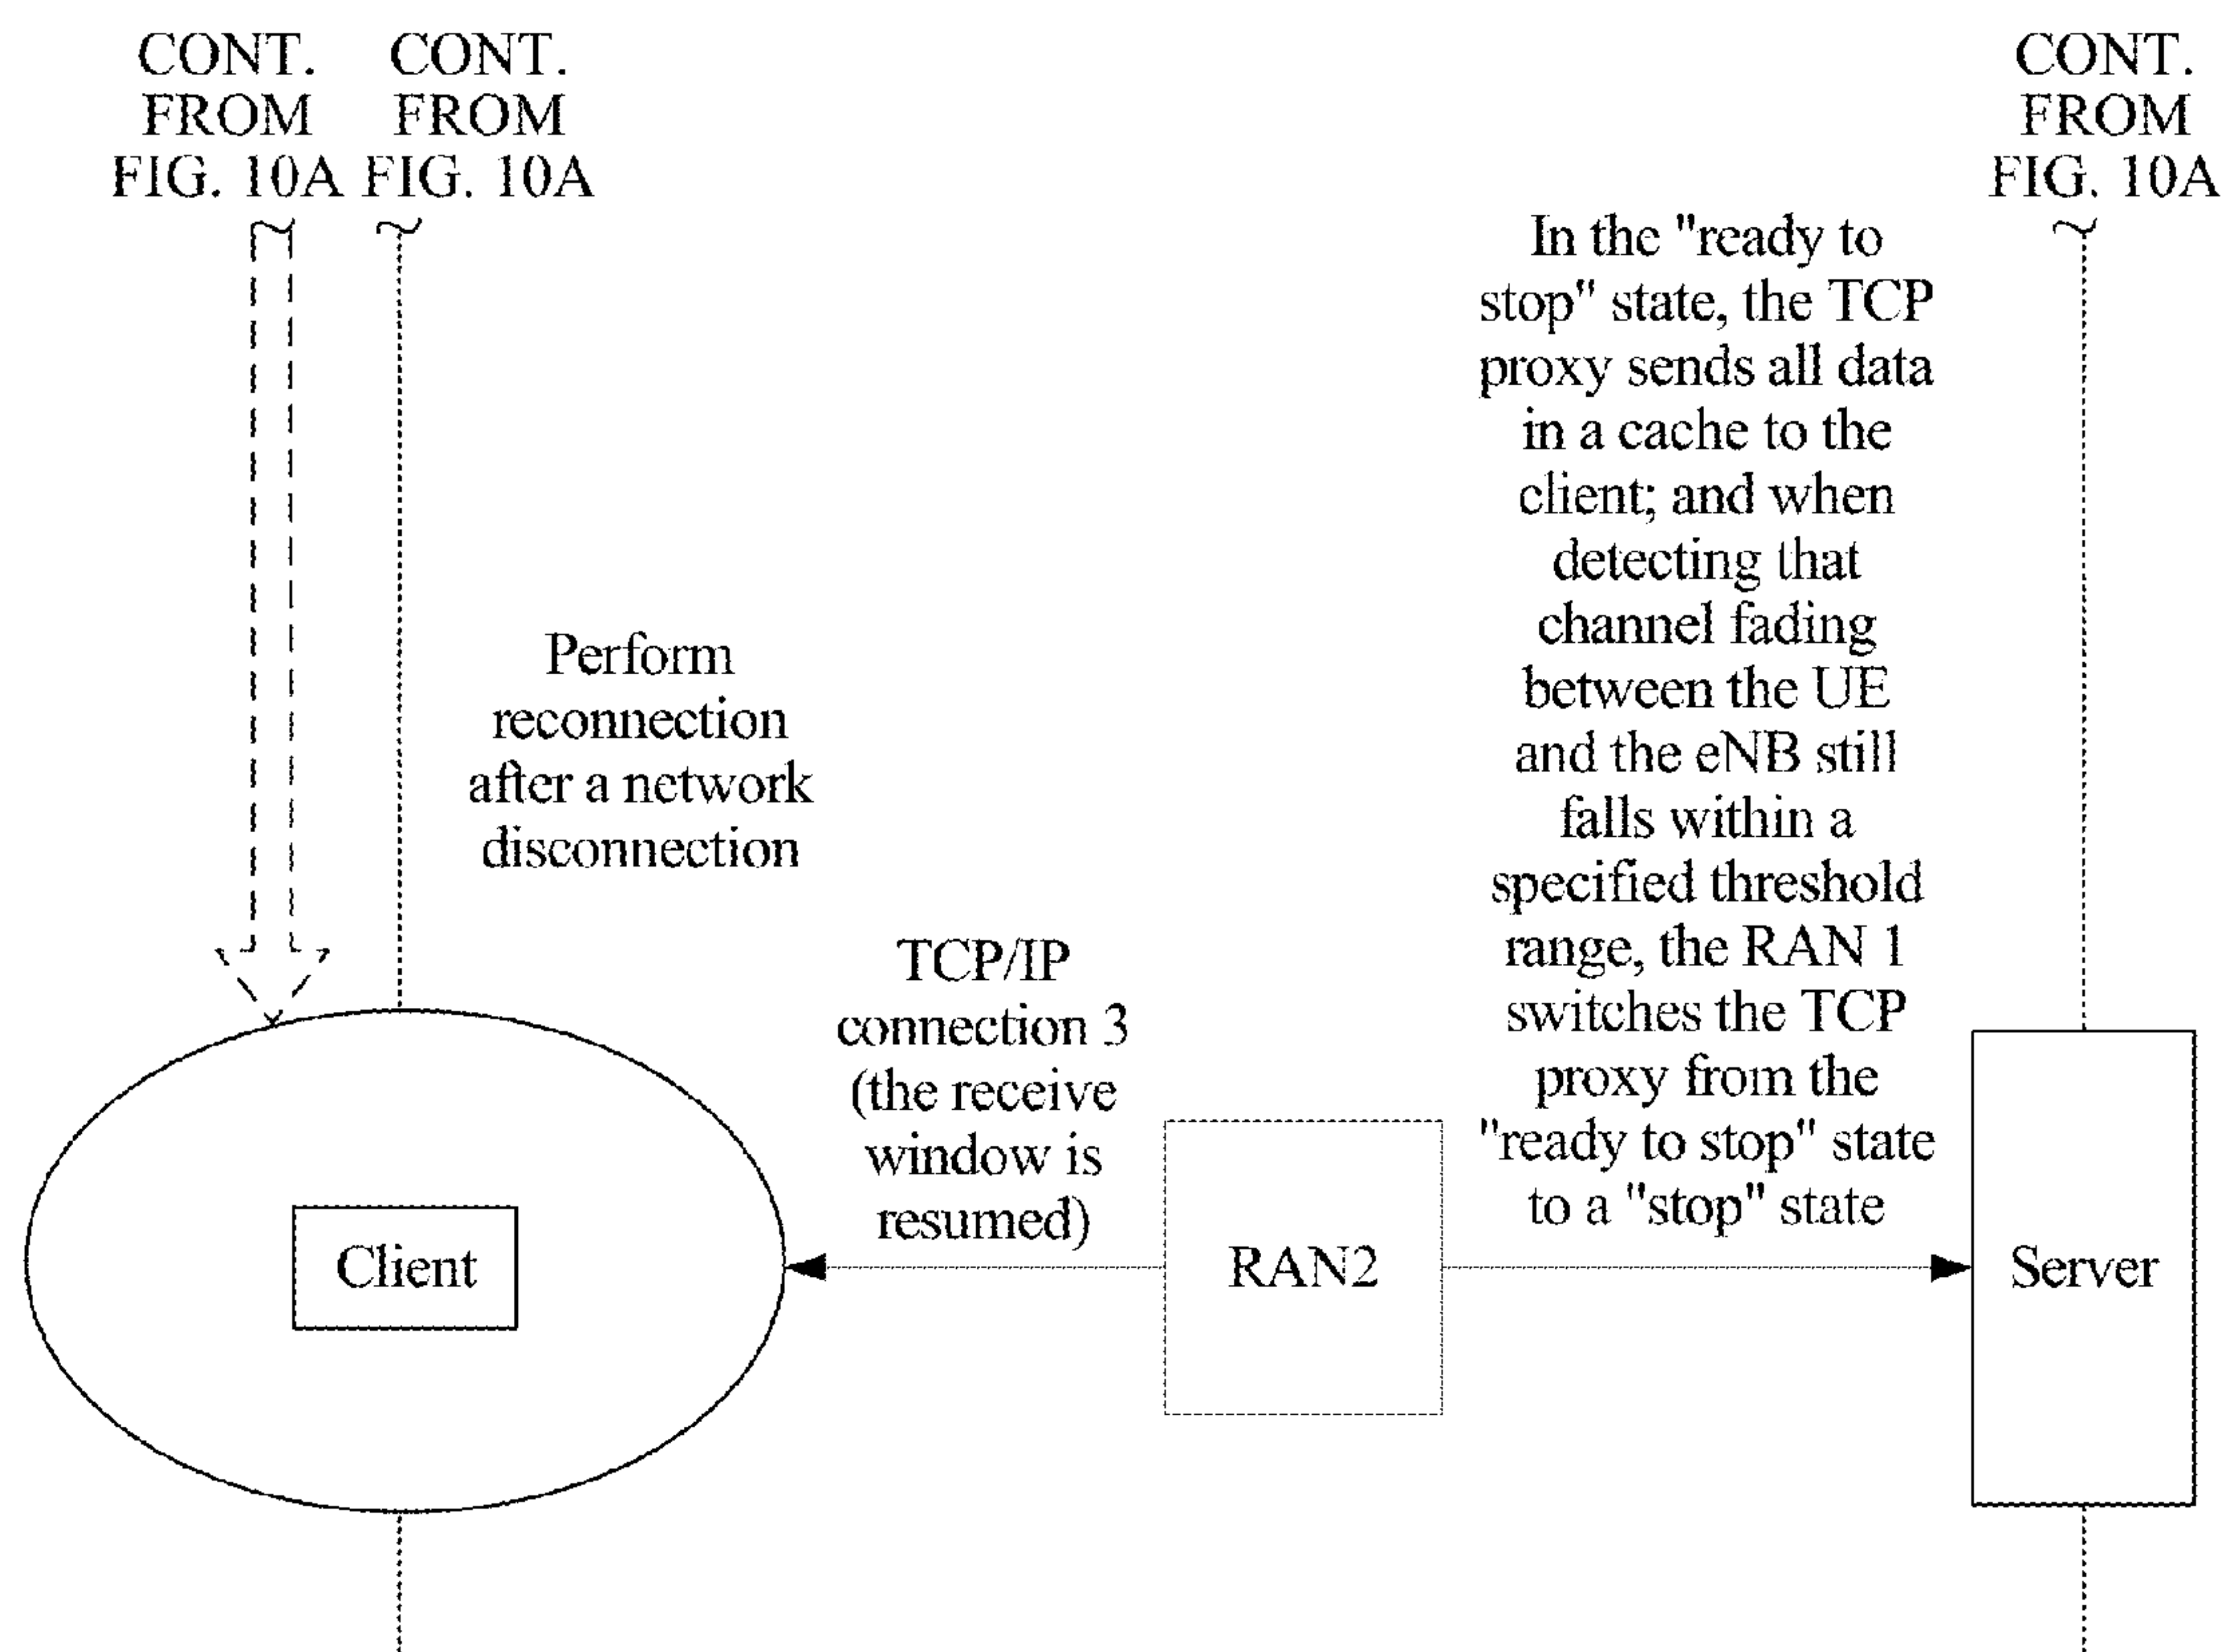 CONT.
FROM
FIG. 10A
CONT.
FROM
FIG. 10A
CONT.
FROM
FIG. 10A
In the "ready to
stop" state, the TCP
proxy sends all data
in a cache to the
client; and when
detecting that
channel fading
between the UE
and the eNB still
falls within a
specified threshold
range, the RAN 1
switches the TCP
proxy from the
"ready to stop" state
to a "stop" state
Perform
reconnection
after a network
disconnection
TCP/IP
connection 3
(the receive
window is
resumed)
Client
RAN2
Server